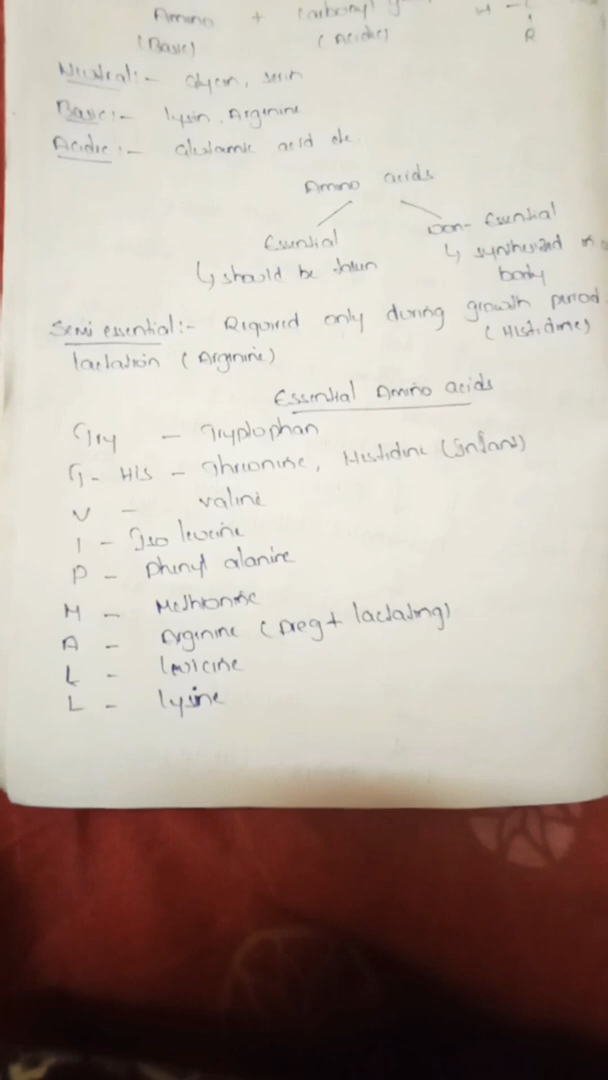 Amino + Carboxyl
(Basic) (Acidic)
R
Neutral:- Glycin, serin
Basic:- lysin, Arginine
Acidic:- Glutamic acid etc.
Amino acids
Essential Non-Essential
↳ should be taken ↳ synthesized in
body
Semi essential:- Required only during growth period
lactation (Arginine) (Histidine)
Essential Amino acids
Try - Tryptophan
T- His - Threonine, Histidine (Infans)
V - valine
I - Iso leucine
P - phenyl alanine
M - Methionine
A - Arginine (preg + lactating)
L - leucine
L - lysine